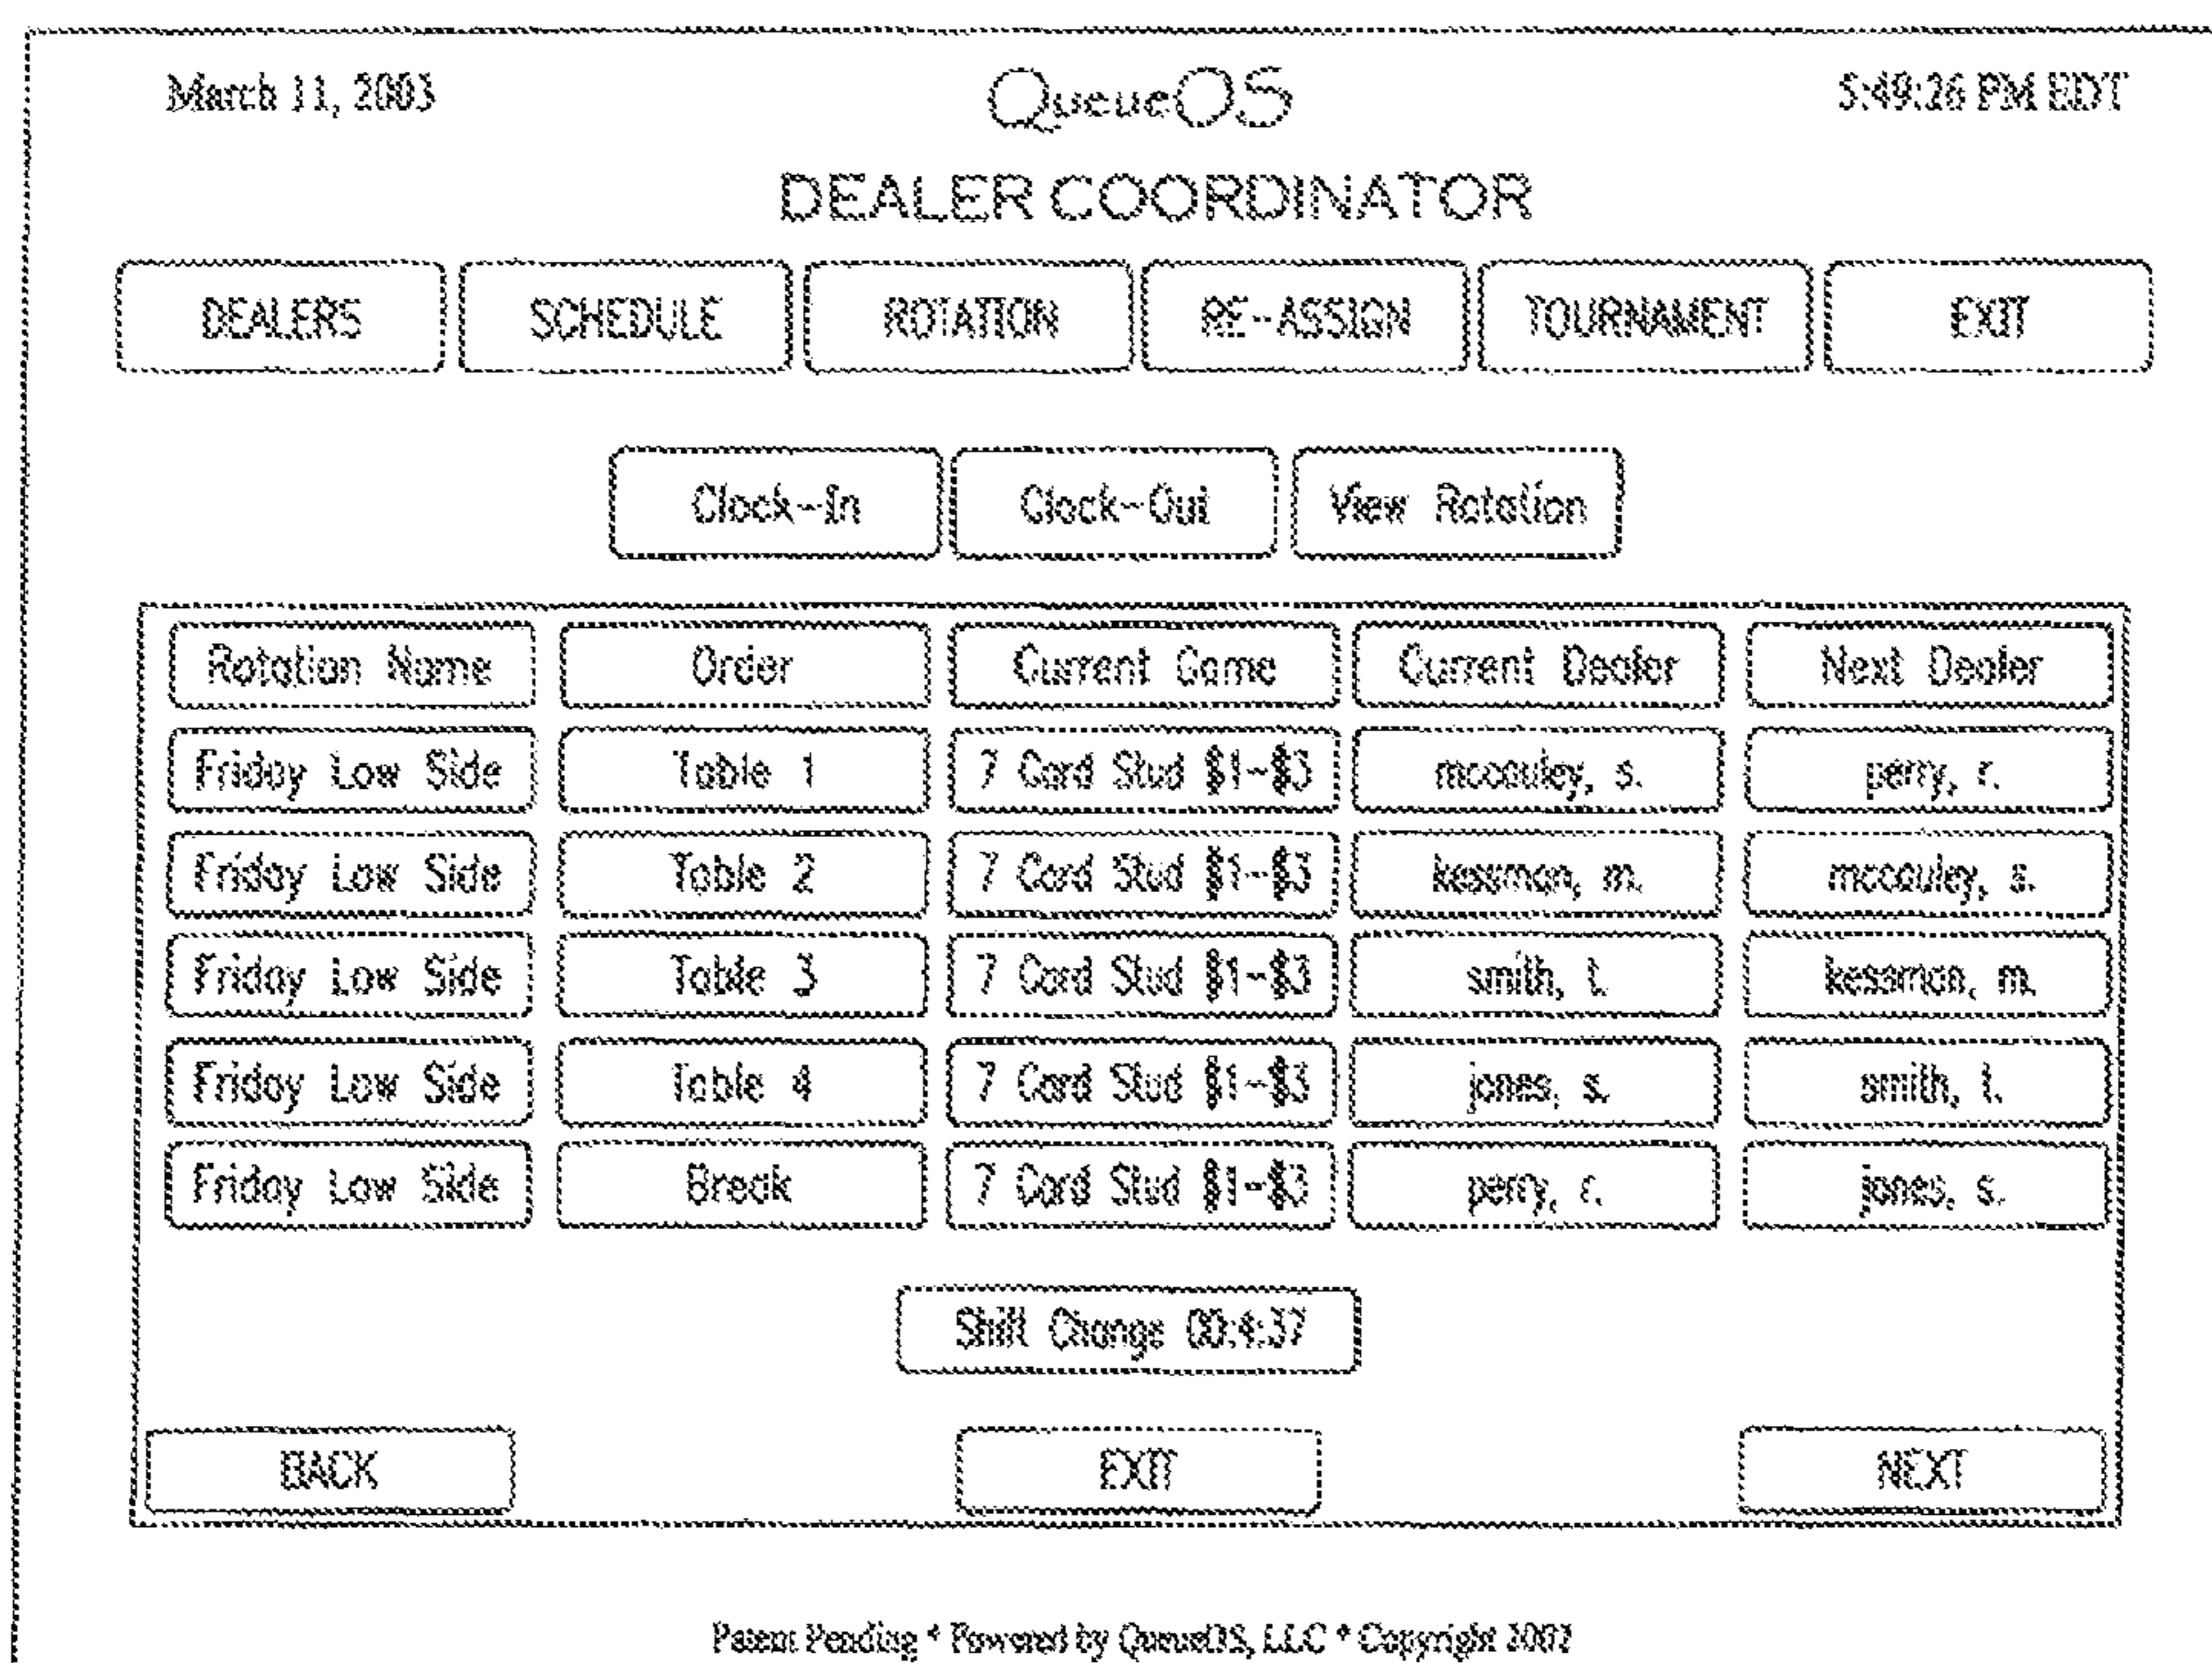 March 11, 2003 QueueOS 5:49:26 PM EDT
DEALER COORDINATOR
DEALERS SCHEDULE ROTATION RE-ASSIGN TOURNAMENT EXIT
Clock-In Clock-Out View Rotation
Rotation Name Order Current Game Current Dealer Next Dealer
Friday Low Side Table 1 7 Card Stud $1-$3 mccauley, s. perry, r.
Friday Low Side Table 2 7 Card Stud $1-$3 kessman, m. mccauley, s.
Friday Low Side Table 3 7 Card Stud $1-$3 smith, t. kessman, m.
Friday Low Side Table 4 7 Card Stud $1-$3 jones, s. smith, t.
Friday Low Side Break 7 Card Stud $1-$3 perry, r. jones, s.
Shift Change 00:4:37
BACK EXIT NEXT
Patent Pending * Powered by QueueOS, LLC * Copyright